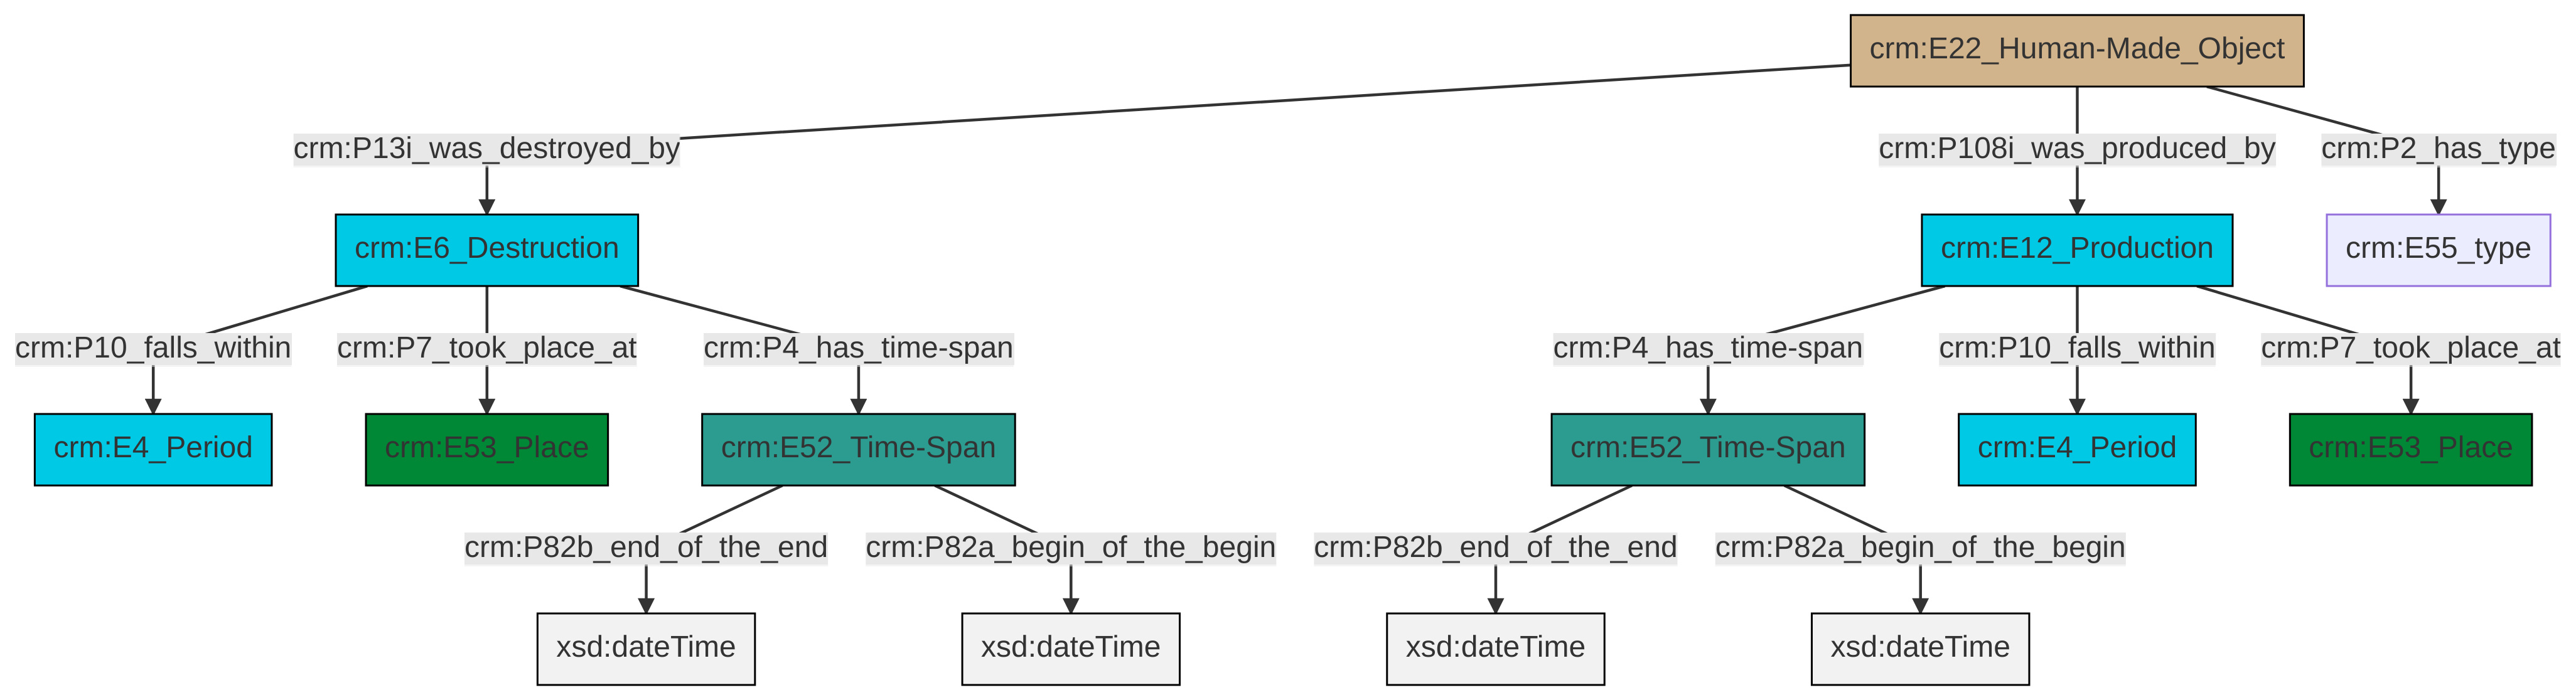 crm:E22_Human-Made_Object
crm:P13i_was_destroyed_by
crm:P108i_was_produced_by
crm:P2_has_type
crm:E6_Destruction
crm:E12_Production
crm:E55_type
crm:P10_falls_within
crm:P7_took_place_at
crm:P4_has_time-span
crm:P4_has_time-span
crm:P10_falls_within
crm:P7_took_place_at
crm:E4_Period
crm:E53_Place
crm:E52_Time-Span
crm:E52_Time-Span
crm:E4_Period
crm:E53_Place
crm:P82b_end_of_the_end
crm:P82a_begin_of_the_begin
crm:P82b_end_of_the_end
crm:P82a_begin_of_the_begin
xsd:dateTime
xsd:dateTime
xsd:dateTime
xsd:dateTime